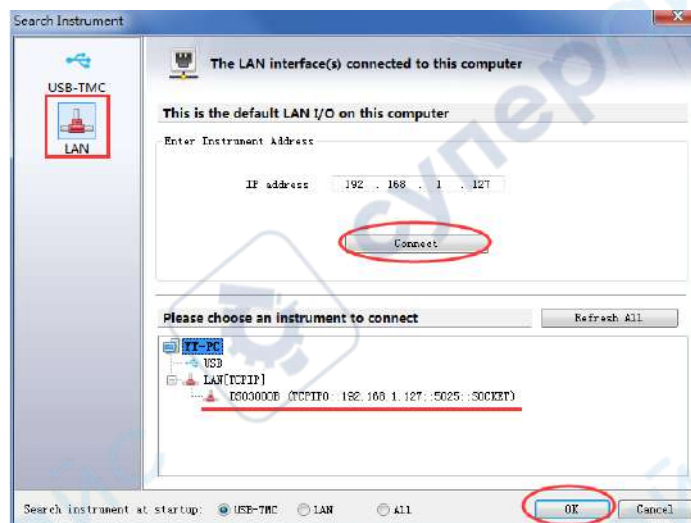 Search Instrument
USB-TMC
LAN
The LAN interface(s) connected to this computer
This is the default LAN I/O on this computer
Enter Instrument Address
IP address 192 . 168 . 1 . 127
Connect
Please choose an instrument to connect
Refresh All
YT-PC
USB
LAN[TCPIP]
DSO3000B (TCPIP0::192.168.1.127::5025::SOCKET)
Search instrument at startup: USB-TMC LAN All
OK Cancel